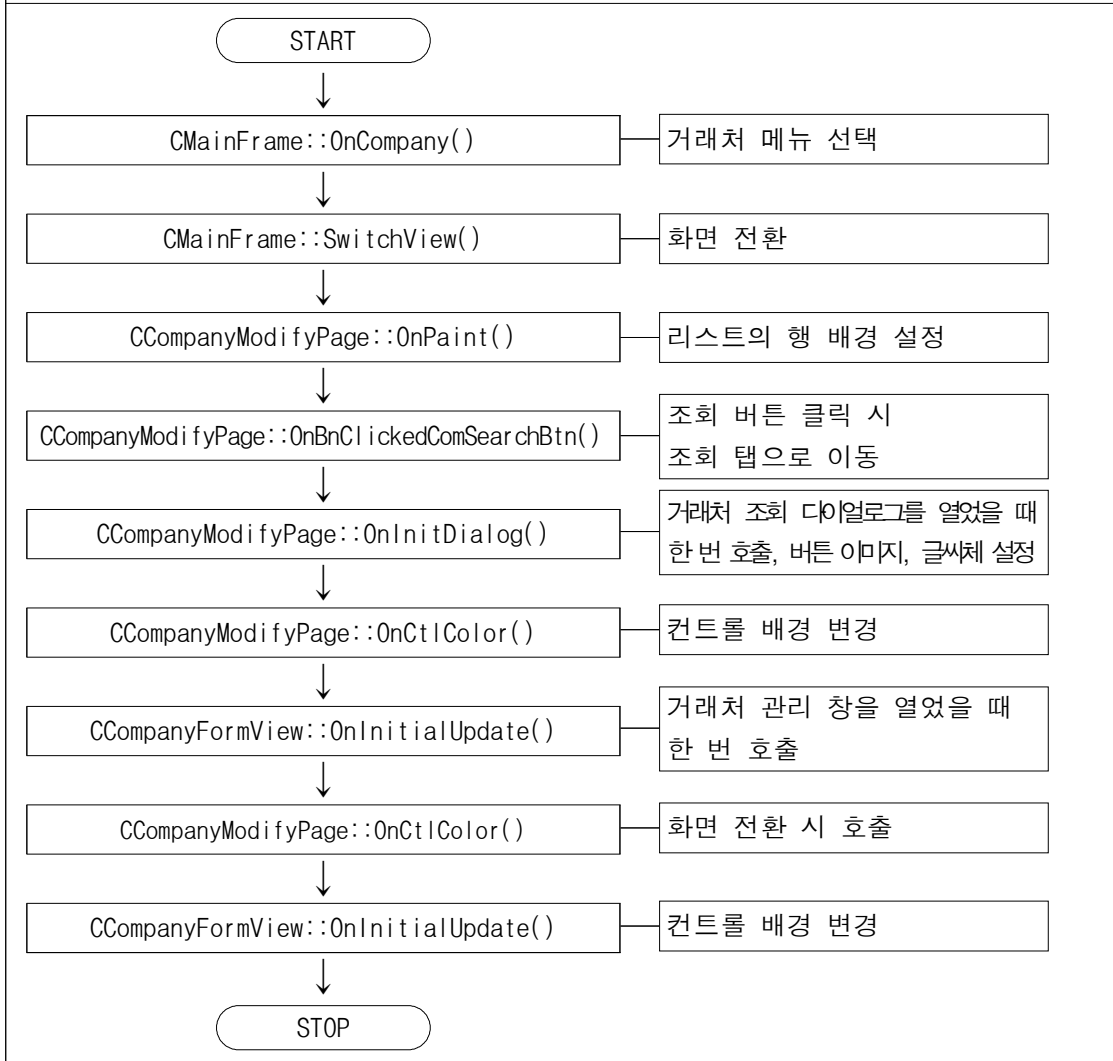 START
CMainFrame::OnCompany()
거래처 메뉴 선택
CMainFrame::SwitchView()
화면 전환
CCompanyModifyPage::OnPaint()
리스트의 행 배경 설정
CCompanyModifyPage::OnBnClickedComSearchBtn()
조회 버튼 클릭 시
조회 탭으로 이동
CCompanyModifyPage::OnInitDialog()
거래처 조회 다이얼로그를 열었을 때
한 번 호출, 버튼 이미지, 글씨체 설정
CCompanyModifyPage::OnCtlColor()
컨트롤 배경 변경
CCompanyFormView::OnInitialUpdate()
거래처 관리 창을 열었을 때
한 번 호출
CCompanyModifyPage::OnCtlColor()
화면 전환 시 호출
CCompanyFormView::OnInitialUpdate()
컨트롤 배경 변경
STOP